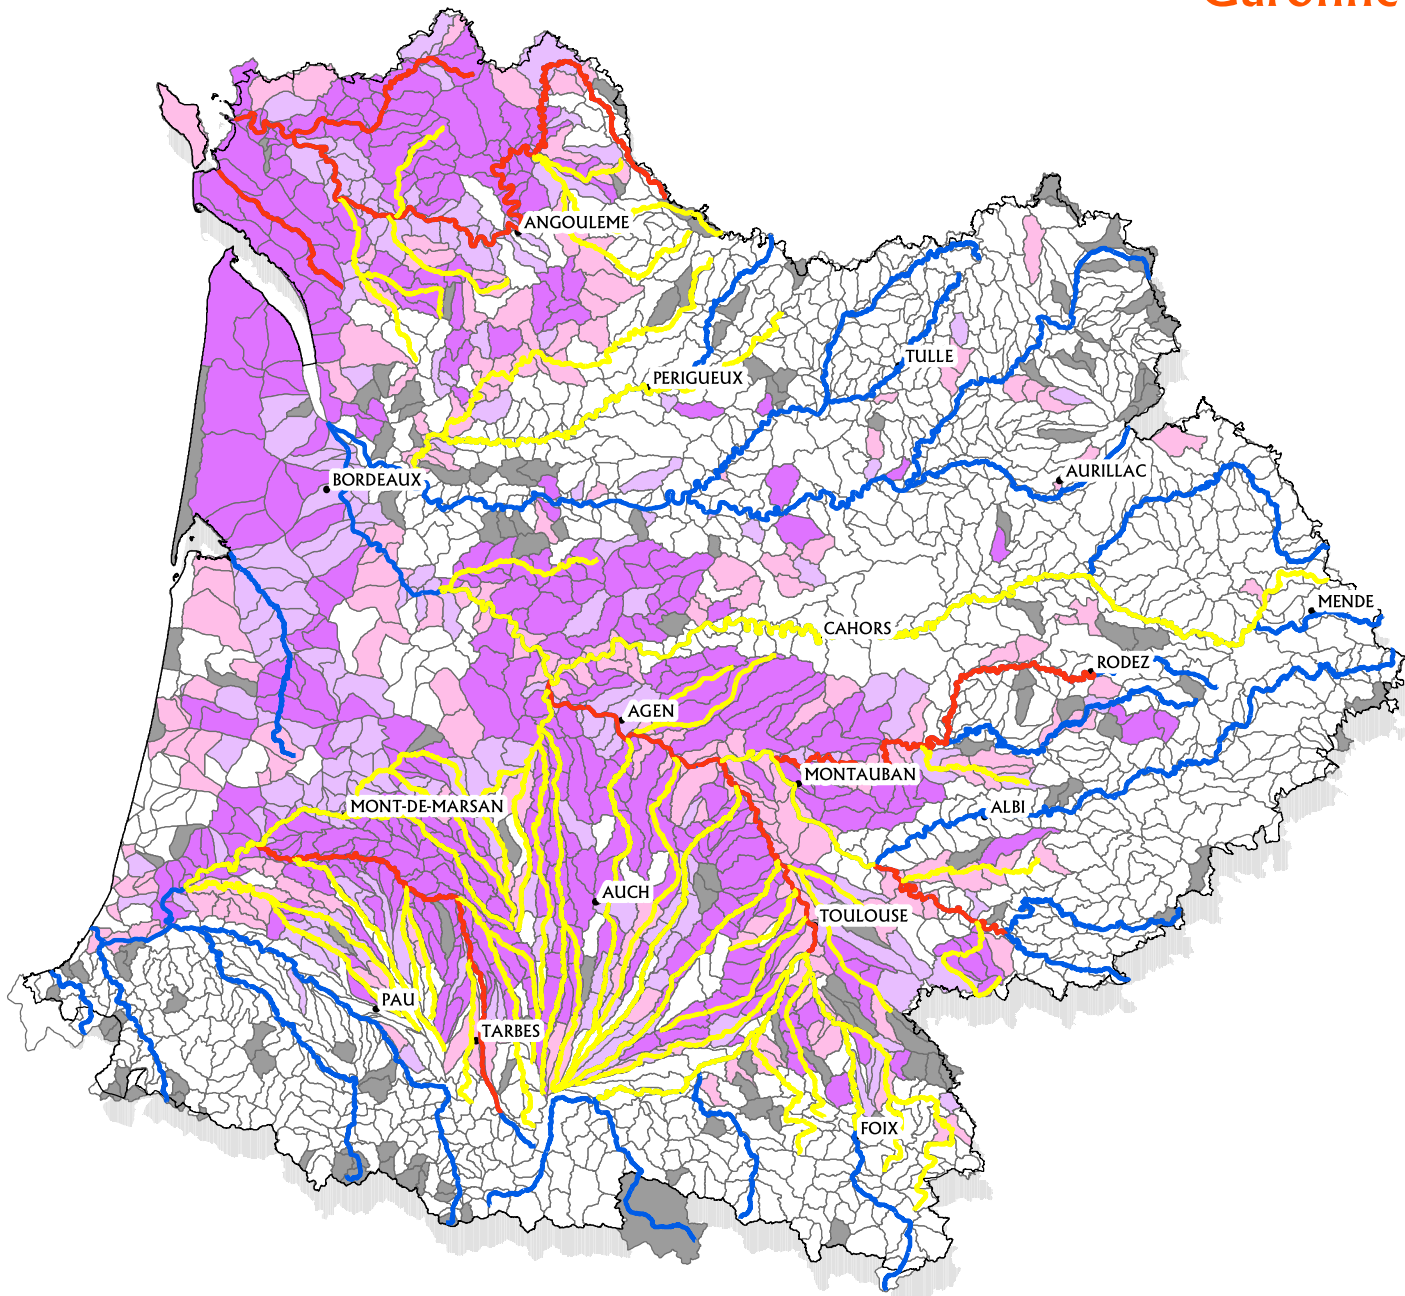 Garonne
ANGOULEME
TULLE
PERIGUEUX
AURILLAC
BORDEAUX
MENDE
CAHORS
RODEZ
AGEN
MONTAUBAN
MONT-DE-MARSAN
ALBI
AUCH
TOULOUSE
PAU
TARBES
FOIX